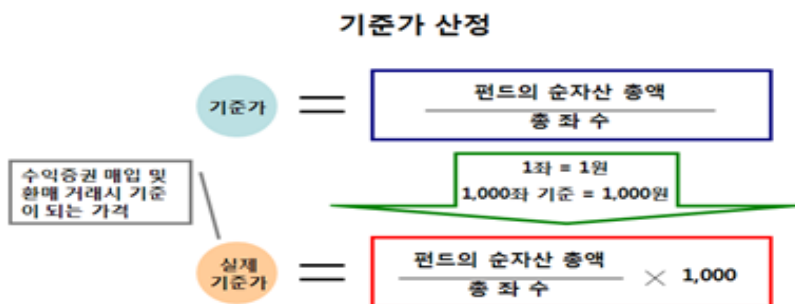 기준가 산정
기준가
펀드의 순자산 총액
총 좌 수
1좌 = 1원
1,000좌 기준 = 1,000원
수익증권 매입 및
환매 거래시 기준
이 되는 가격
실제
기준가
펀드의 순자산 총액
총 좌 수
× 1,000